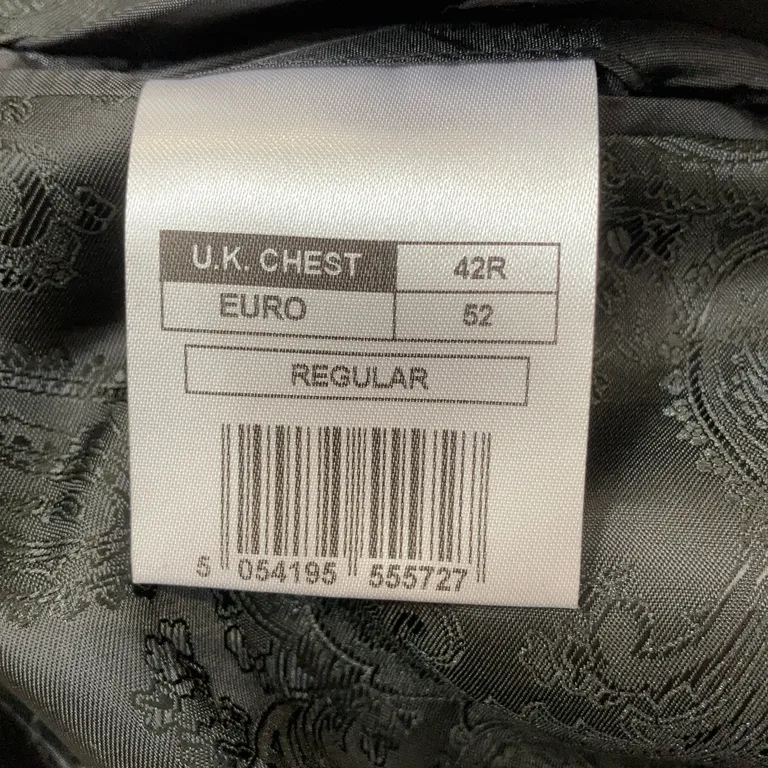 U.K. CHEST 42R
EURO 52
REGULAR
5 054195 555727